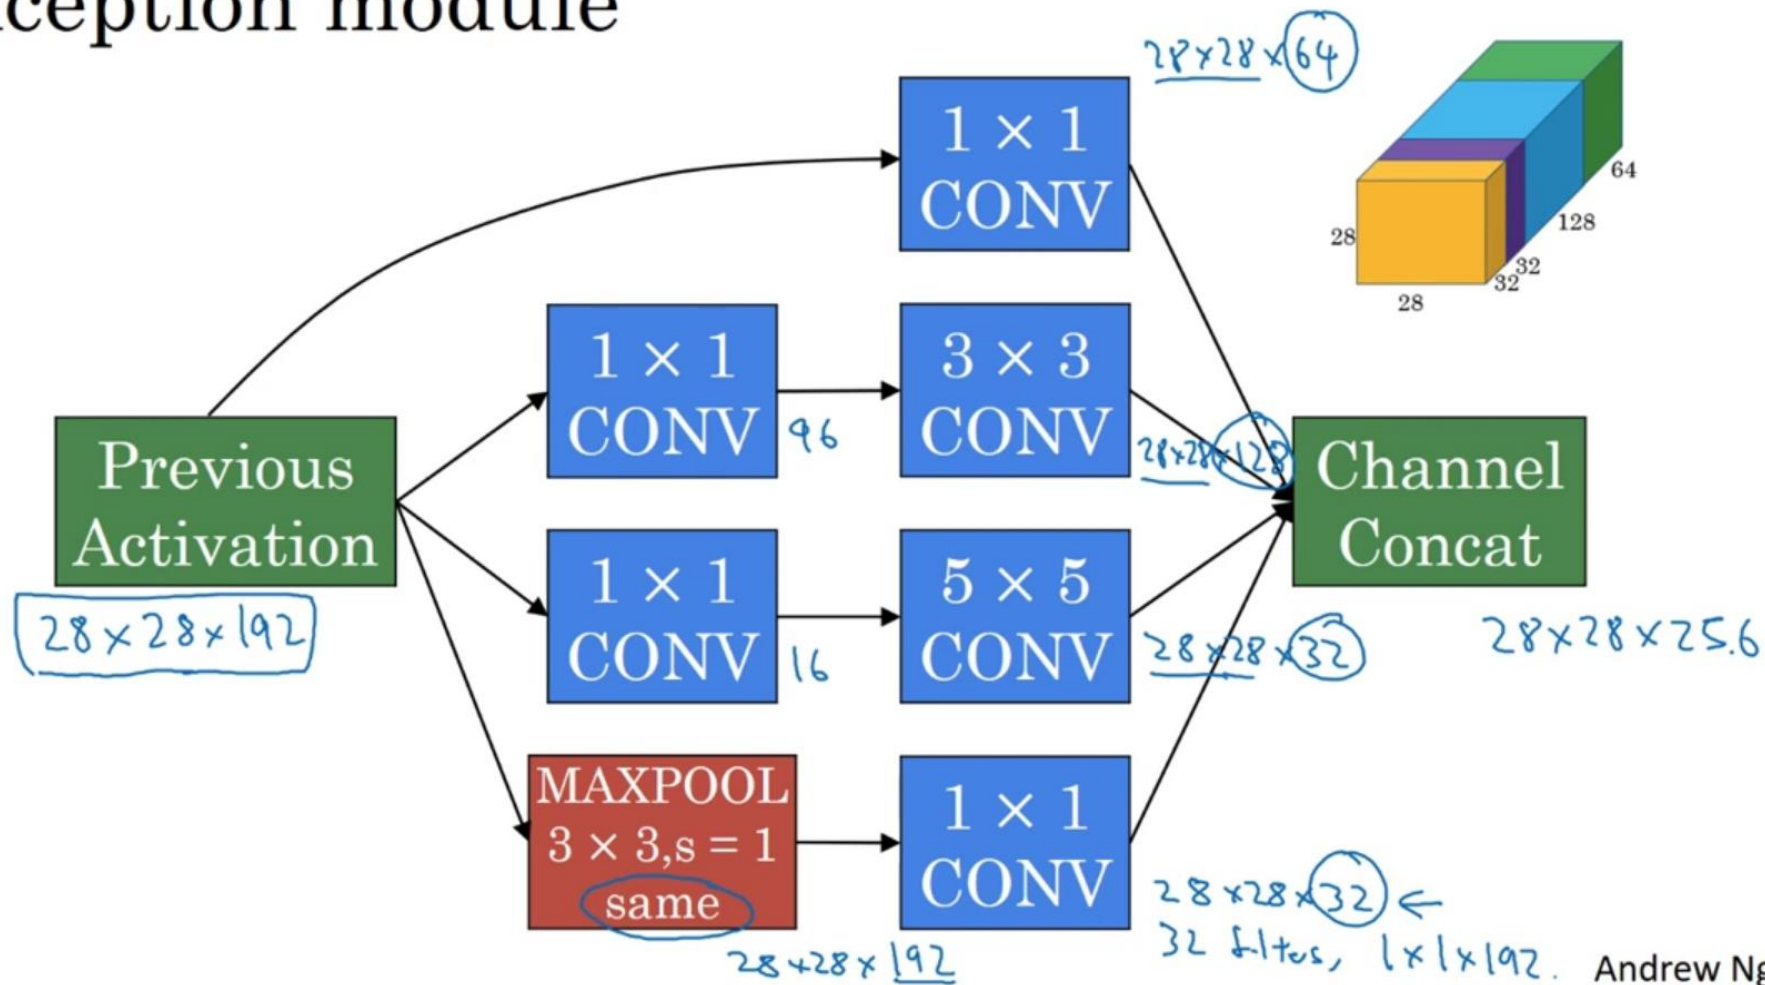 ception module
28×28×64
1 × 1
CONV
28
28
32
32
128
64
1 × 1
CONV
96
3 × 3
CONV
28×28×128
Previous
Activation
28×28×192
Channel
Concat
28×28×256
1 × 1
CONV
16
5 × 5
CONV
28×28×32
MAXPOOL
3 × 3,s = 1
same
28×28×192
1 × 1
CONV
28×28×32 ←
32 filters, 1×1×192.
Andrew Ng